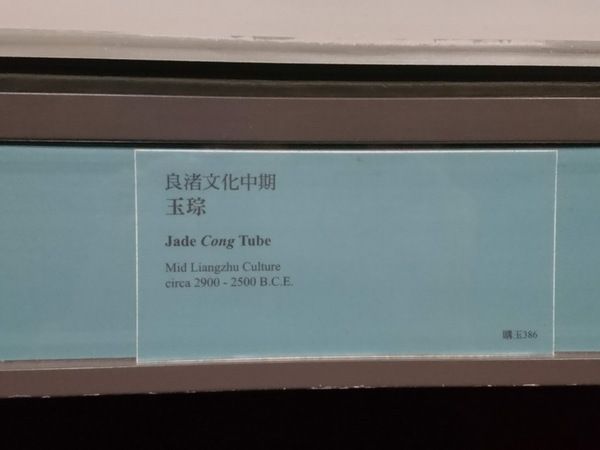 良渚文化中期
玉琮
Jade Cong Tube
Mid Liangzhu Culture
circa 2900 - 2500 B.C.E.
購玉386